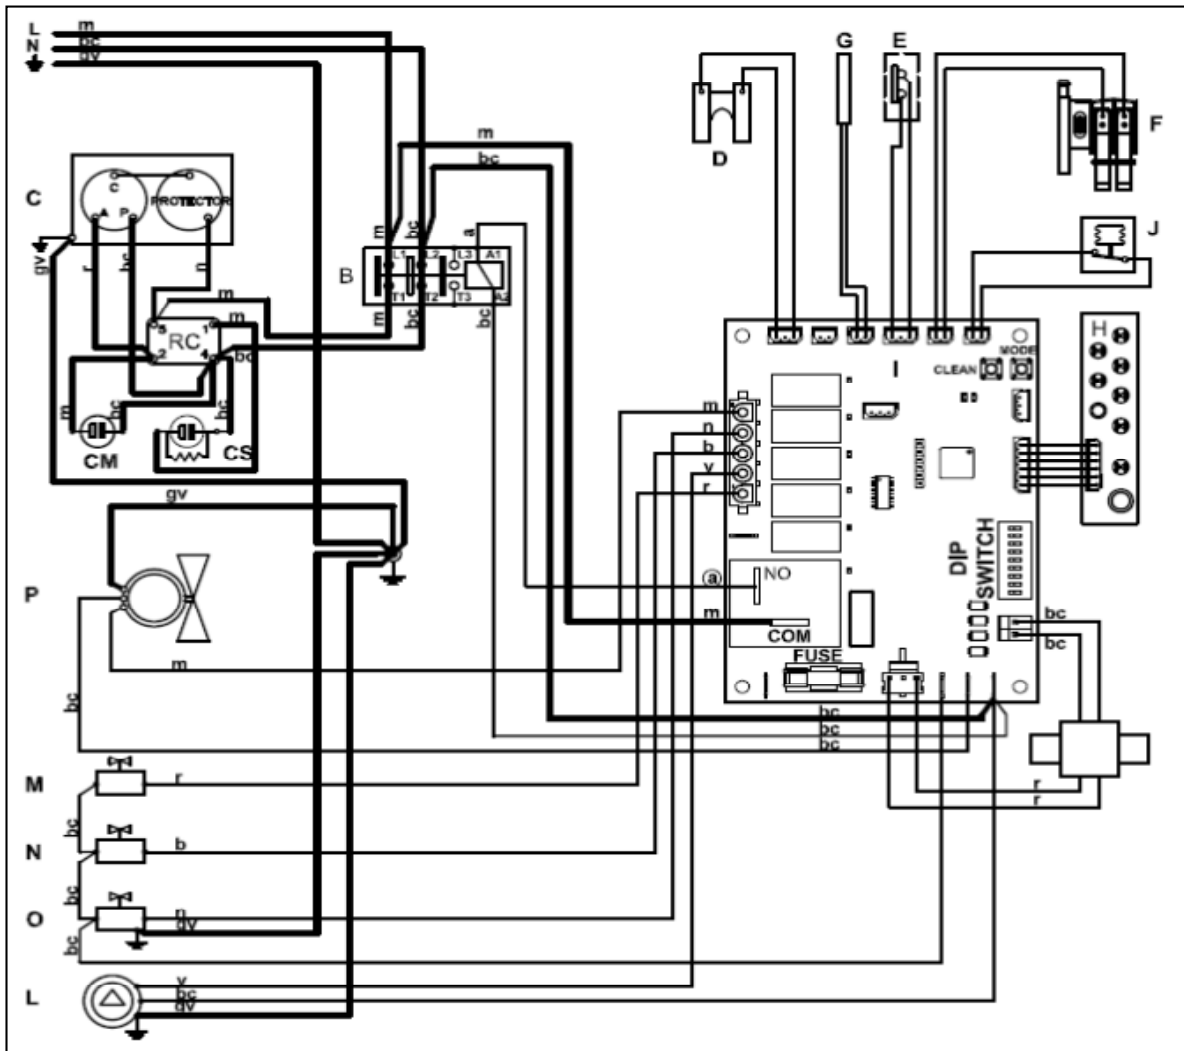 L m
N bc
gv
G E
F
D
m
bc
C
C
PROTECTOR
A P
J
gv r bc n
m bc a
B L1 L2 L3 A1
T1 T2 T3 A2
m bc bc
m
5 1 m
RC
2 4 bc
m bc bc
CM CS
H
I
MODE
CLEAN
m
n
b
v
r
gv
DIP
SWITCH
P
a NO
m
COM
FUSE
bc
bc
m
bc
bc
bc
bc
M r
r
r
bc
N b
bc
O n
gv
bc
v
L bc
gv